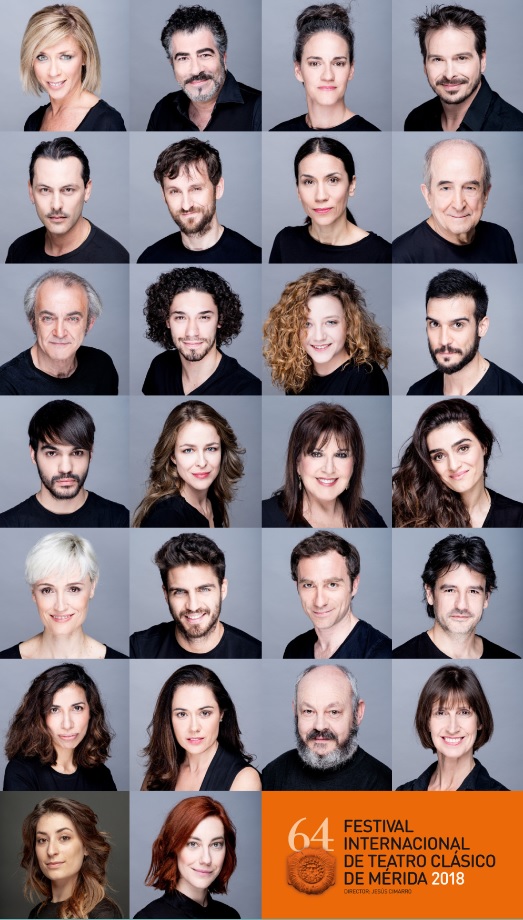 64
FESTIVAL
INTERNACIONAL
DE TEATRO CLÁSICO
DE MÉRIDA 2018
DIRECTOR: JESÚS CIMARRO